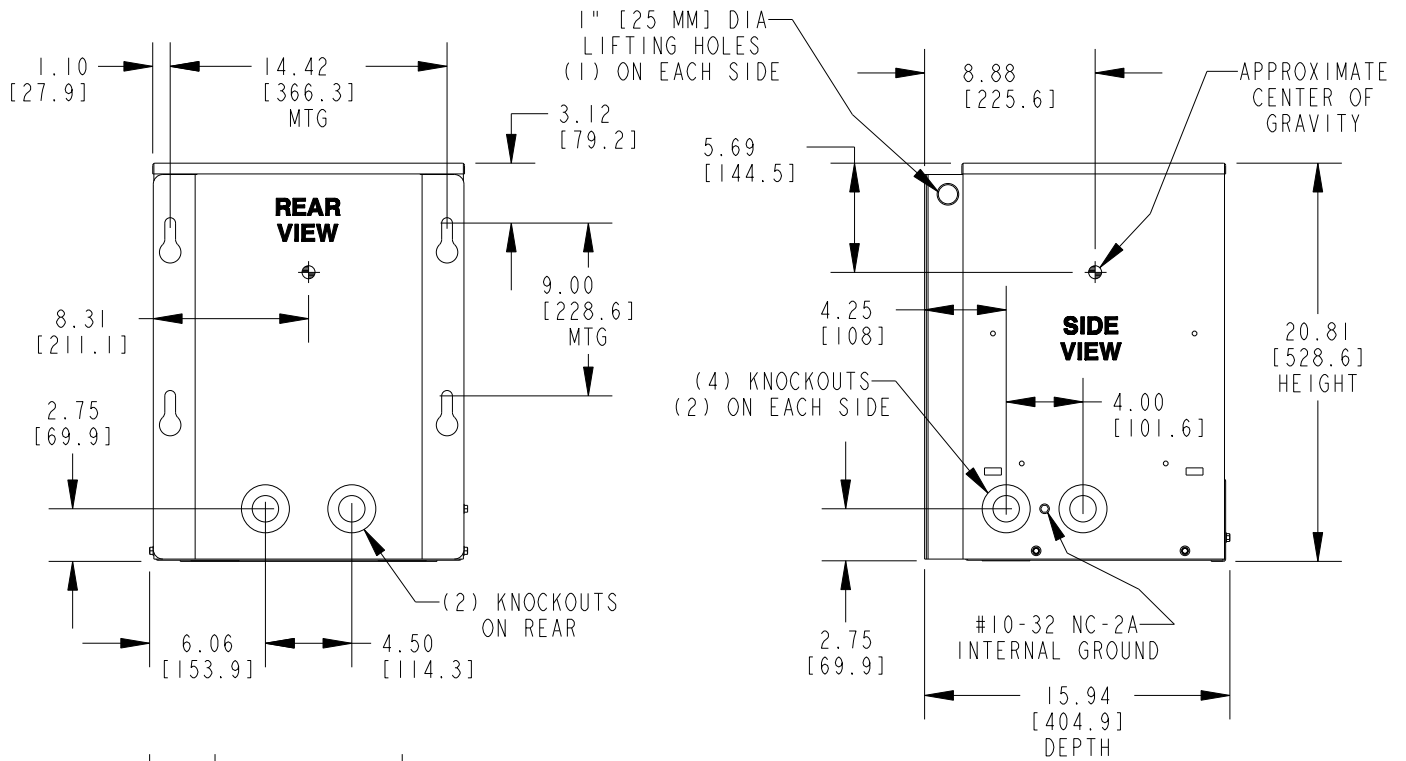 1.10
[27.9]
14.42
[366.3]
MTG
3.12
[79.2]
REAR
VIEW
9.00
[228.6]
MTG
8.31
[211.1]
2.75
[69.9]
(2) KNOCKOUTS
ON REAR
6.06
[153.9]
4.50
[114.3]
1" [25 MM] DIA
LIFTING HOLES
(1) ON EACH SIDE
8.88
[225.6]
APPROXIMATE
CENTER OF
GRAVITY
5.69
[144.5]
4.25
[108]
SIDE
VIEW
20.81
[528.6]
HEIGHT
(4) KNOCKOUTS
(2) ON EACH SIDE
4.00
[101.6]
#10-32 NC-2A
INTERNAL GROUND
2.75
[69.9]
15.94
[404.9]
DEPTH